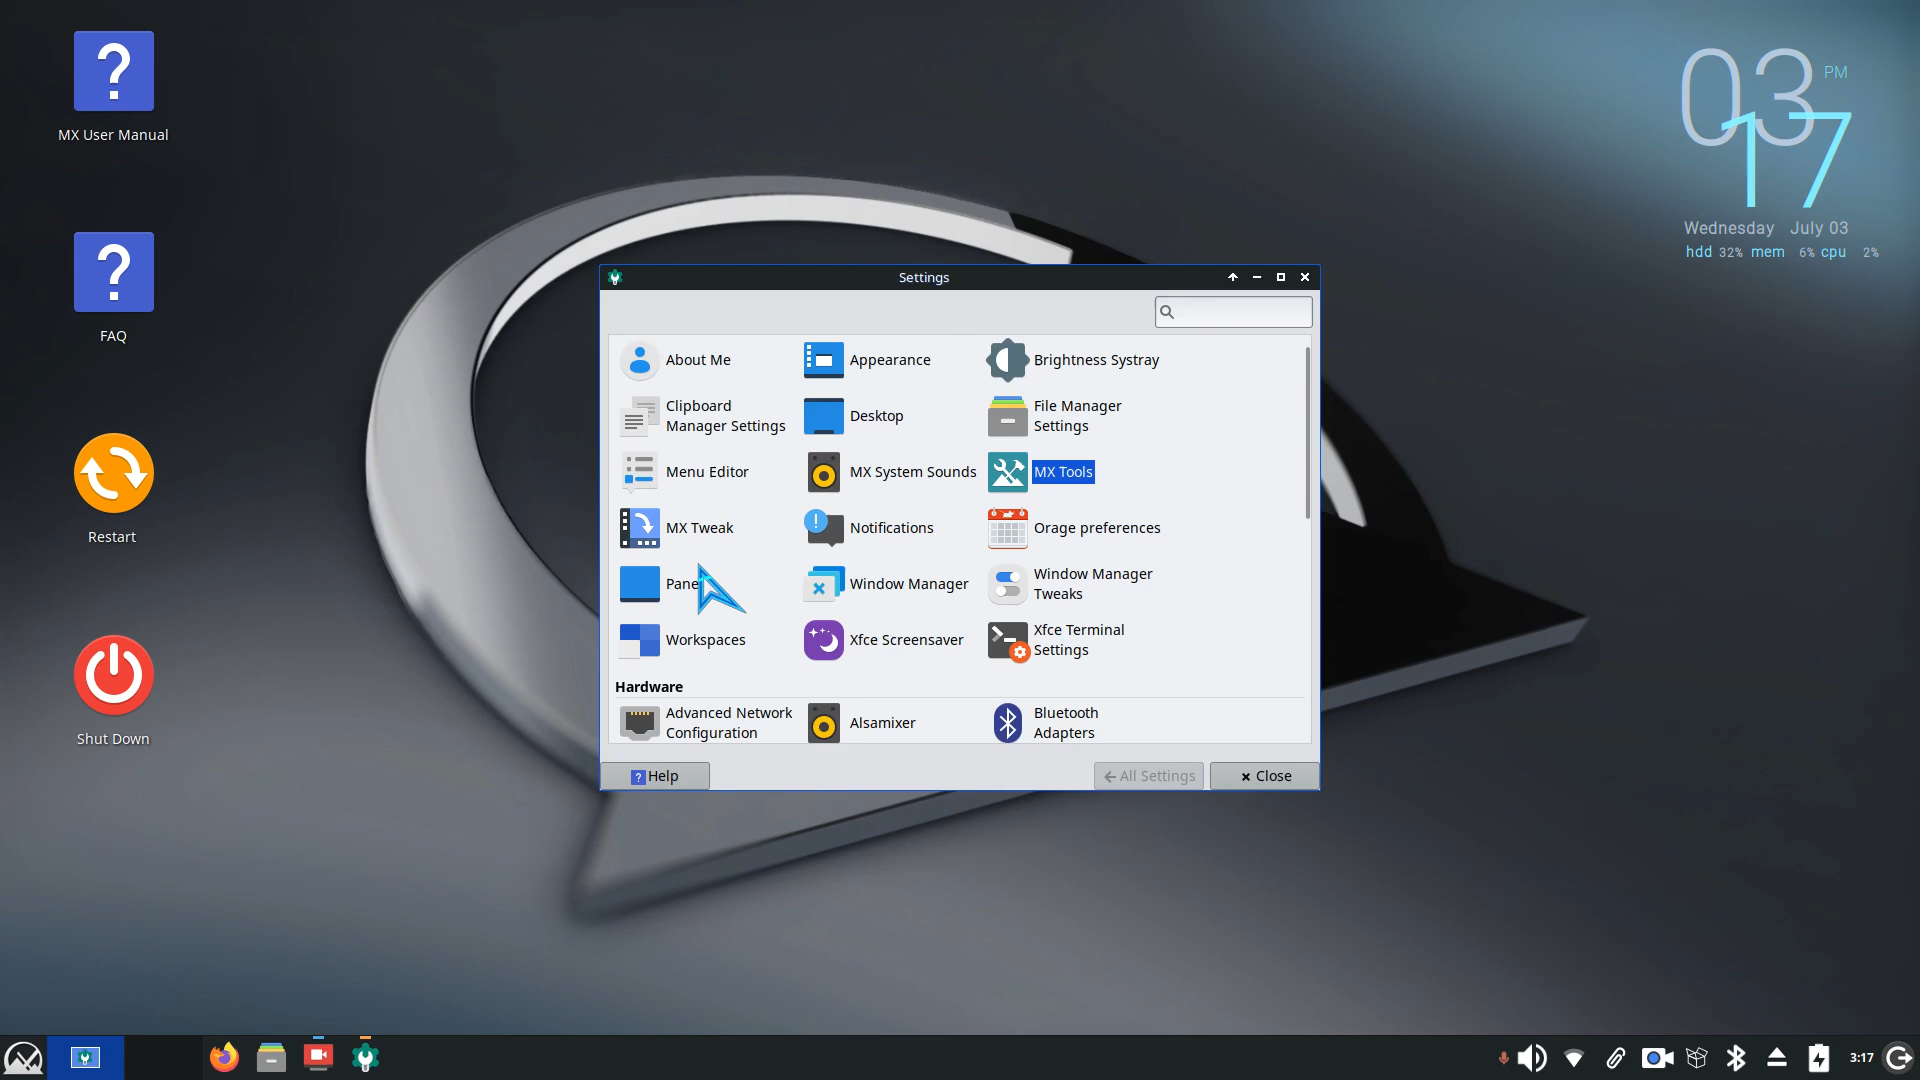 MX User Manual
FAQ
Restart
Shut Down
03 PM
17
Wednesday July 03
hdd 32% mem 6% cpu 2%
Settings
About Me
Appearance
Brightness Systray
Clipboard
Manager Settings
Desktop
File Manager
Settings
Menu Editor
MX System Sounds
MX Tools
MX Tweak
Notifications
Orage preferences
Pane
Window Manager
Window Manager
Tweaks
Workspaces
Xfce Screensaver
Xfce Terminal
Settings
Hardware
Advanced Network
Configuration
Alsamixer
Bluetooth
Adapters
Help
All Settings
Close
3:17